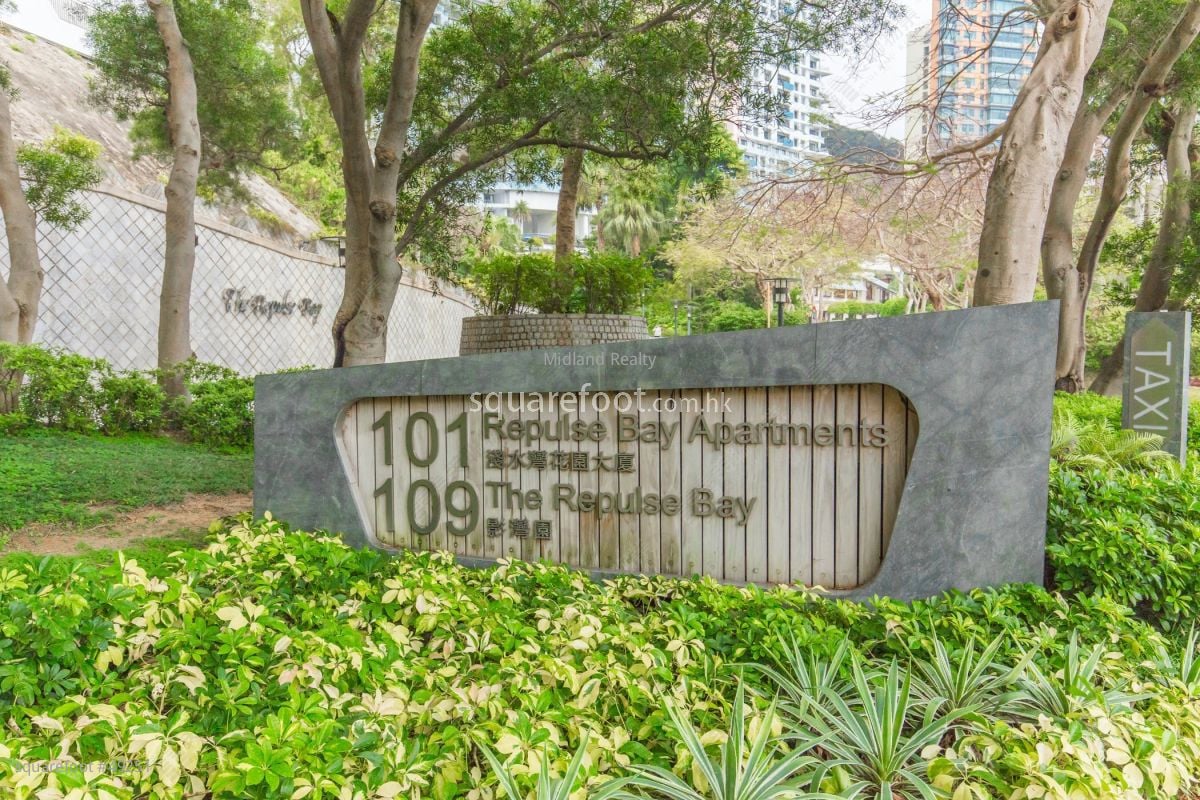 The Repulse Bay
Midland Realty
squarefoot.com.hk
101 Repulse Bay Apartments
淺水灣花園大廈
109 The Repulse Bay
影灣園
TAXI